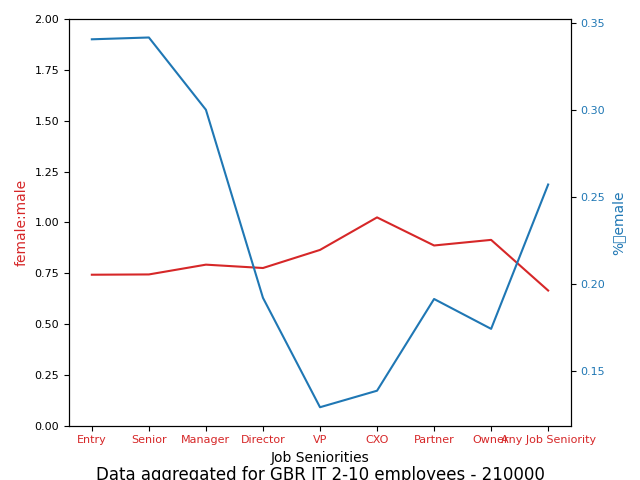 2.00
1.75
1.50
1.25
1.00
0.75
0.50
0.25
0.00
female:male
0.35
0.30
0.25
0.20
0.15
%▯emale
Entry Senior Manager Director VP CXO Partner Owner Any Job Seniority
Job Seniorities
Data aggregated for GBR IT 2-10 employees - 210000